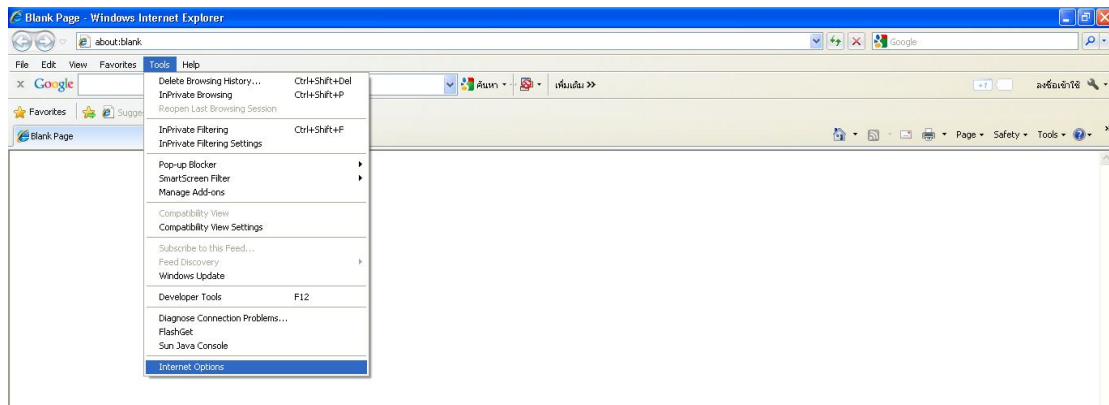 Blank Page - Windows Internet Explorer
about:blank
Google
File Edit View Favorites Tools Help
x Google ค้นหา เพิ่มเติม >> +1 ลงชื่อเข้าใช้
Favorites Sugge
Blank Page Page Safety Tools
Delete Browsing History... Ctrl+Shift+Del
InPrivate Browsing Ctrl+Shift+P
Reopen Last Browsing Session
InPrivate Filtering Ctrl+Shift+F
InPrivate Filtering Settings
Pop-up Blocker
SmartScreen Filter
Manage Add-ons
Compatibility View
Compatibility View Settings
Subscribe to this Feed...
Feed Discovery
Windows Update
Developer Tools F12
Diagnose Connection Problems...
FlashGet
Sun Java Console
Internet Options